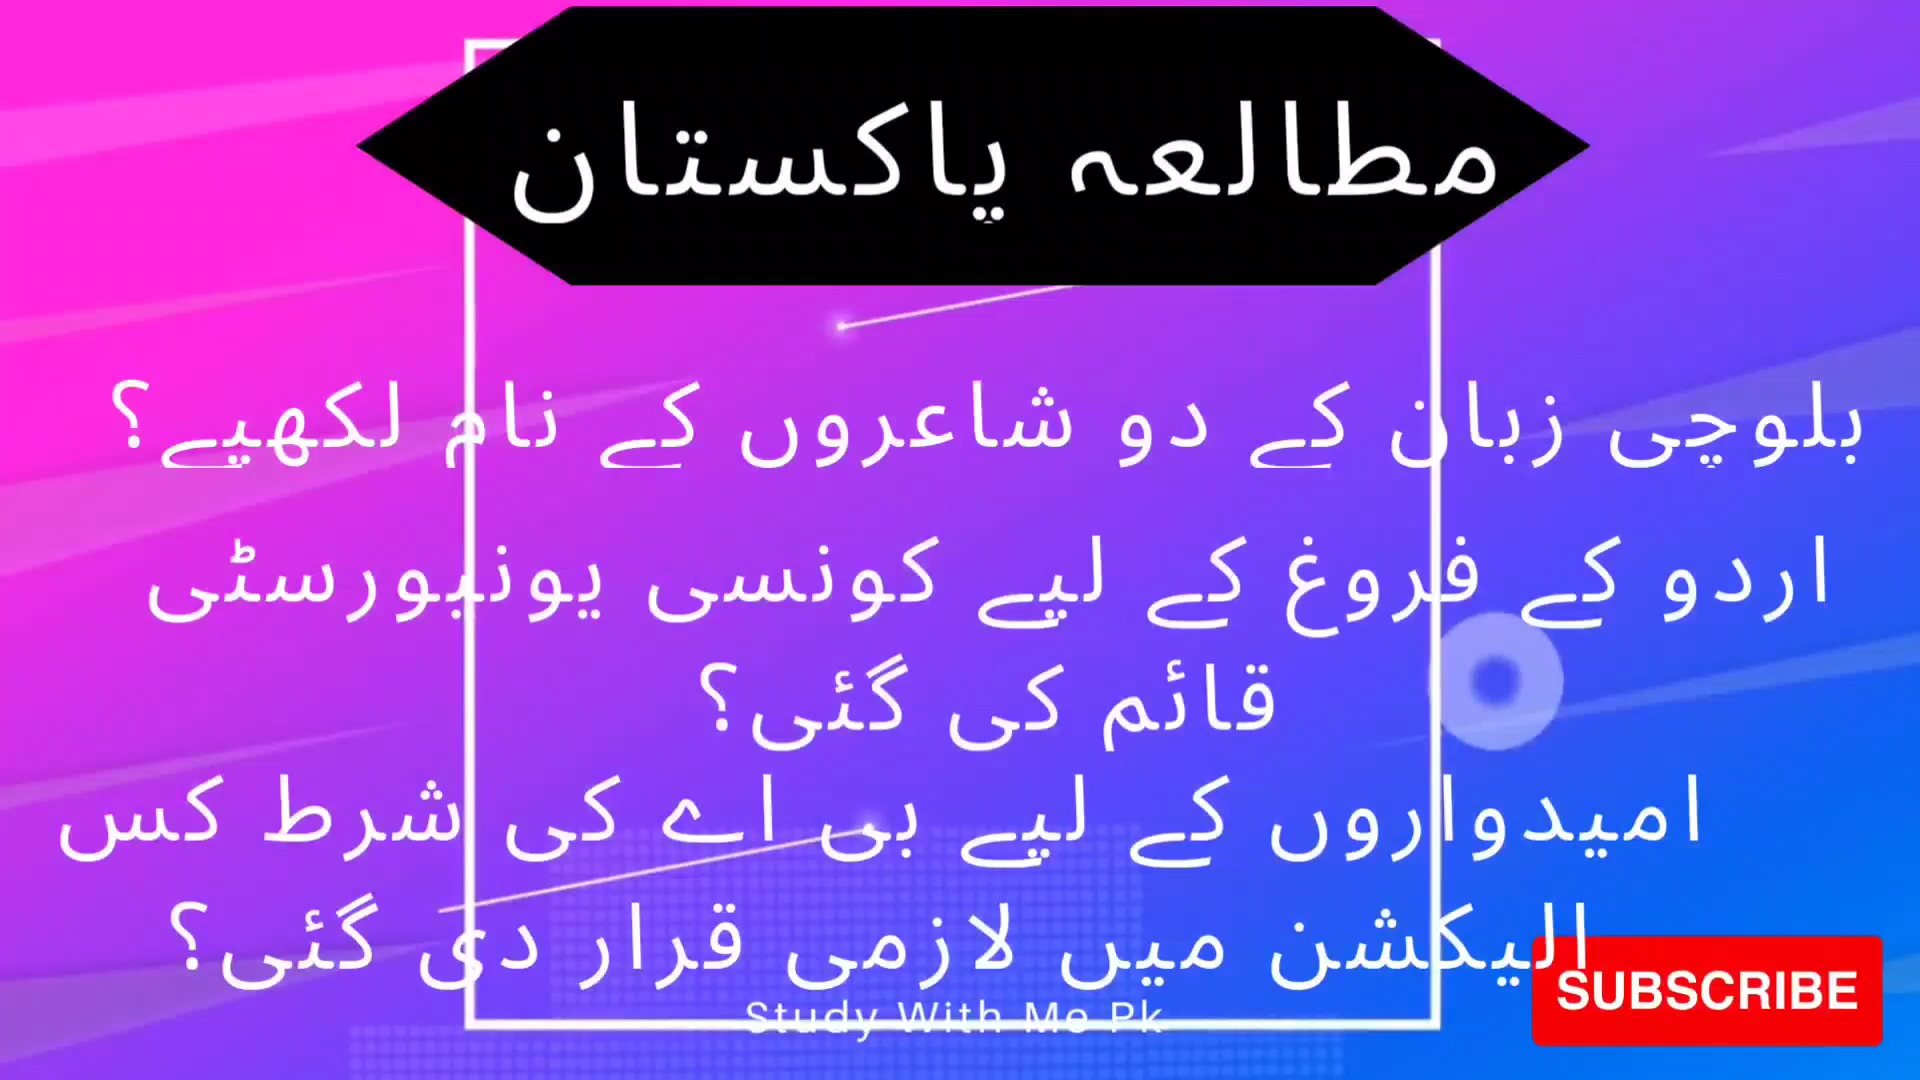 مطالعہ پاکستان
بلوچی زبان کے دو شاعروں کے نام لکھیے؟
اردو کے فروغ کے لیے کونسی یونیورسٹی
قائم کی گئی؟
امیدواروں کے لیے بی اے کی شرط کس
الیکشن میں لازمی قرار دی گئی؟
SUBSCRIBE
Study With Me Pk